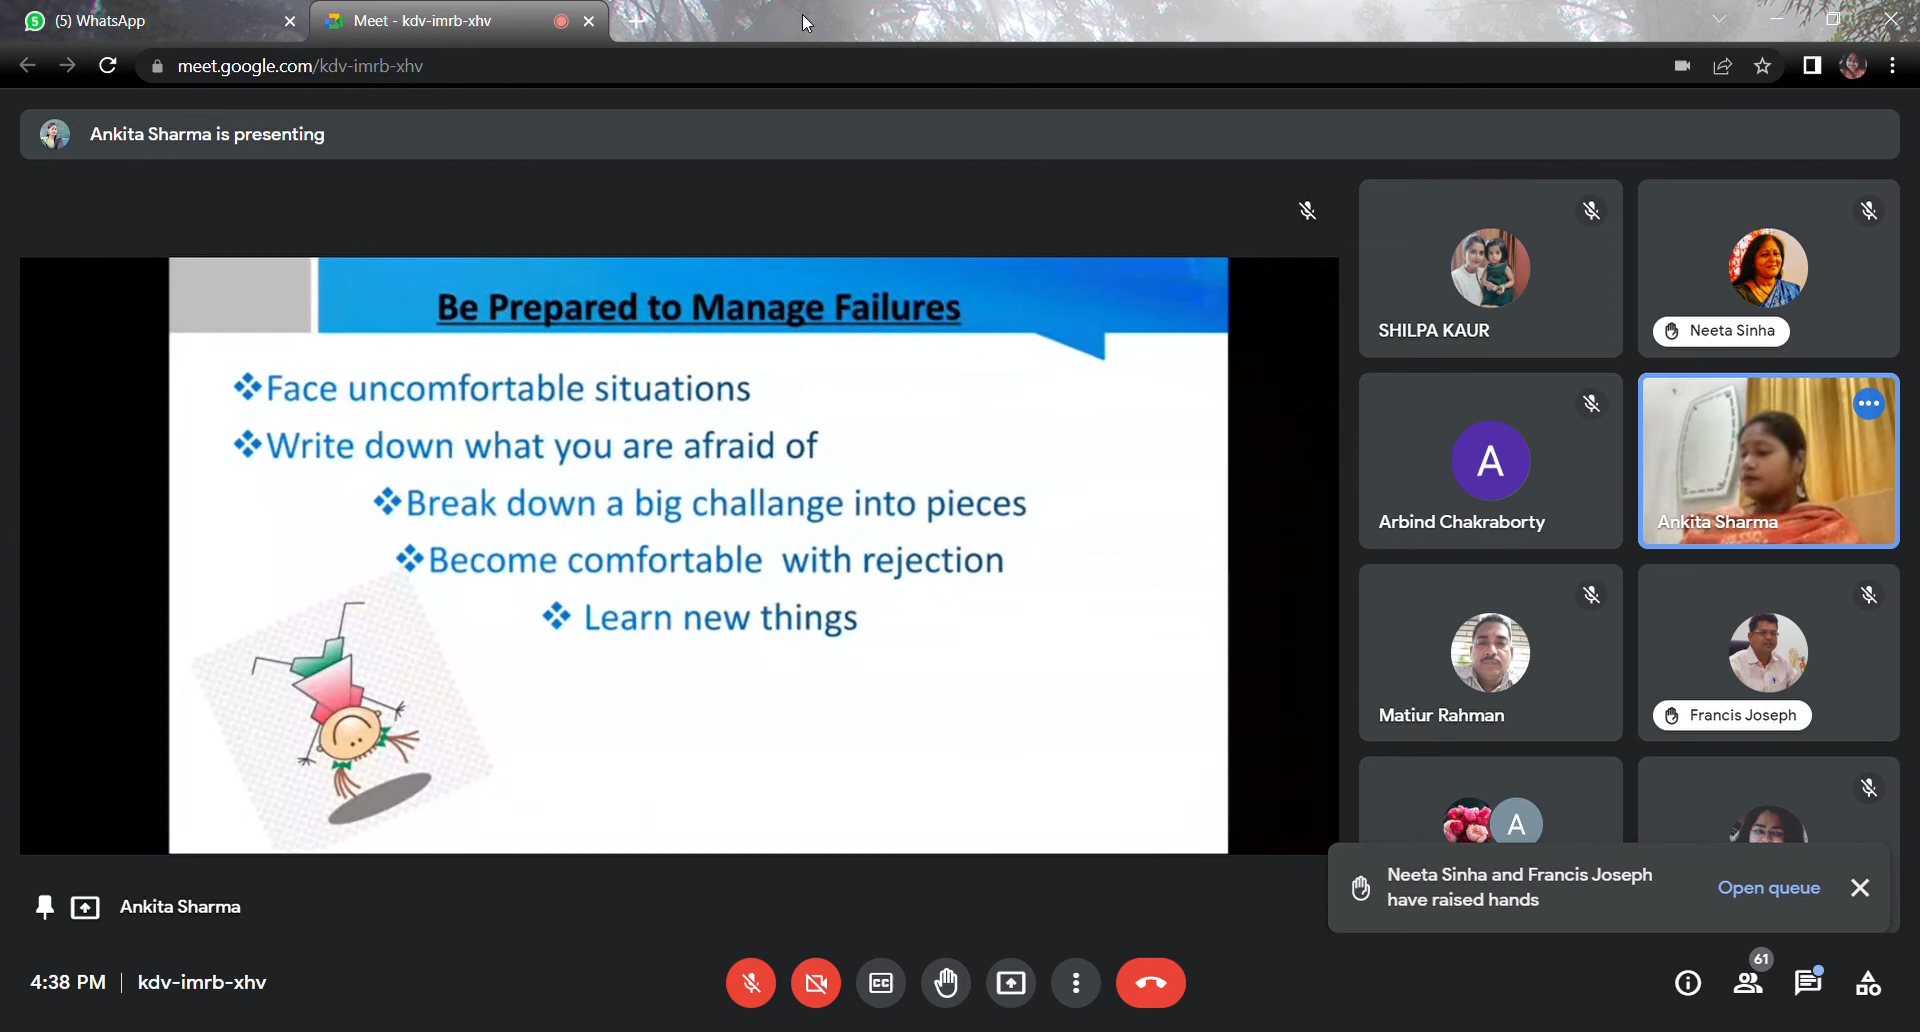 (5) WhatsApp
Meet - kdv-imrb-xhv
meet.google.com/kdv-imrb-xhv
Ankita Sharma is presenting
Be Prepared to Manage Failures
❖Face uncomfortable situations
❖Write down what you are afraid of
❖Break down a big challange into pieces
❖Become comfortable with rejection
❖ Learn new things
SHILPA KAUR
Neeta Sinha
A
Arbind Chakraborty
Ankita Sharma
Matiur Rahman
Francis Joseph
A
Neeta Sinha and Francis Joseph
have raised hands
Open queue
Ankita Sharma
4:38 PM | kdv-imrb-xhv
CC
61